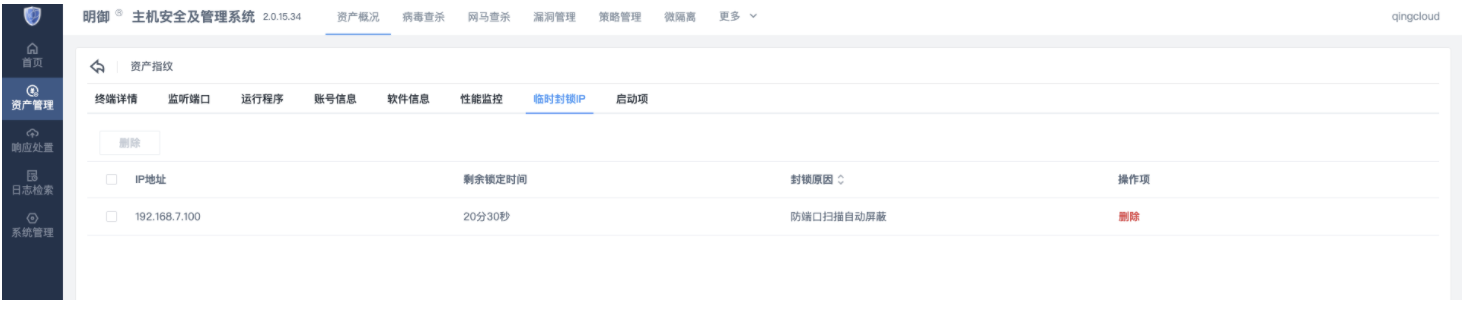 明御 ® 主机安全及管理系统 2.0.15.34 资产概况 病毒查杀 网马查杀 漏洞管理 策略管理 微隔离 更多 qingcloud
首页
资产管理
响应处置
日志检索
系统管理
资产指纹
终端详情 监听端口 运行程序 账号信息 软件信息 性能监控 临时封锁IP 启动项
删除
IP地址 剩余锁定时间 封锁原因 操作项
192.168.7.100 20分30秒 防端口扫描自动屏蔽 删除